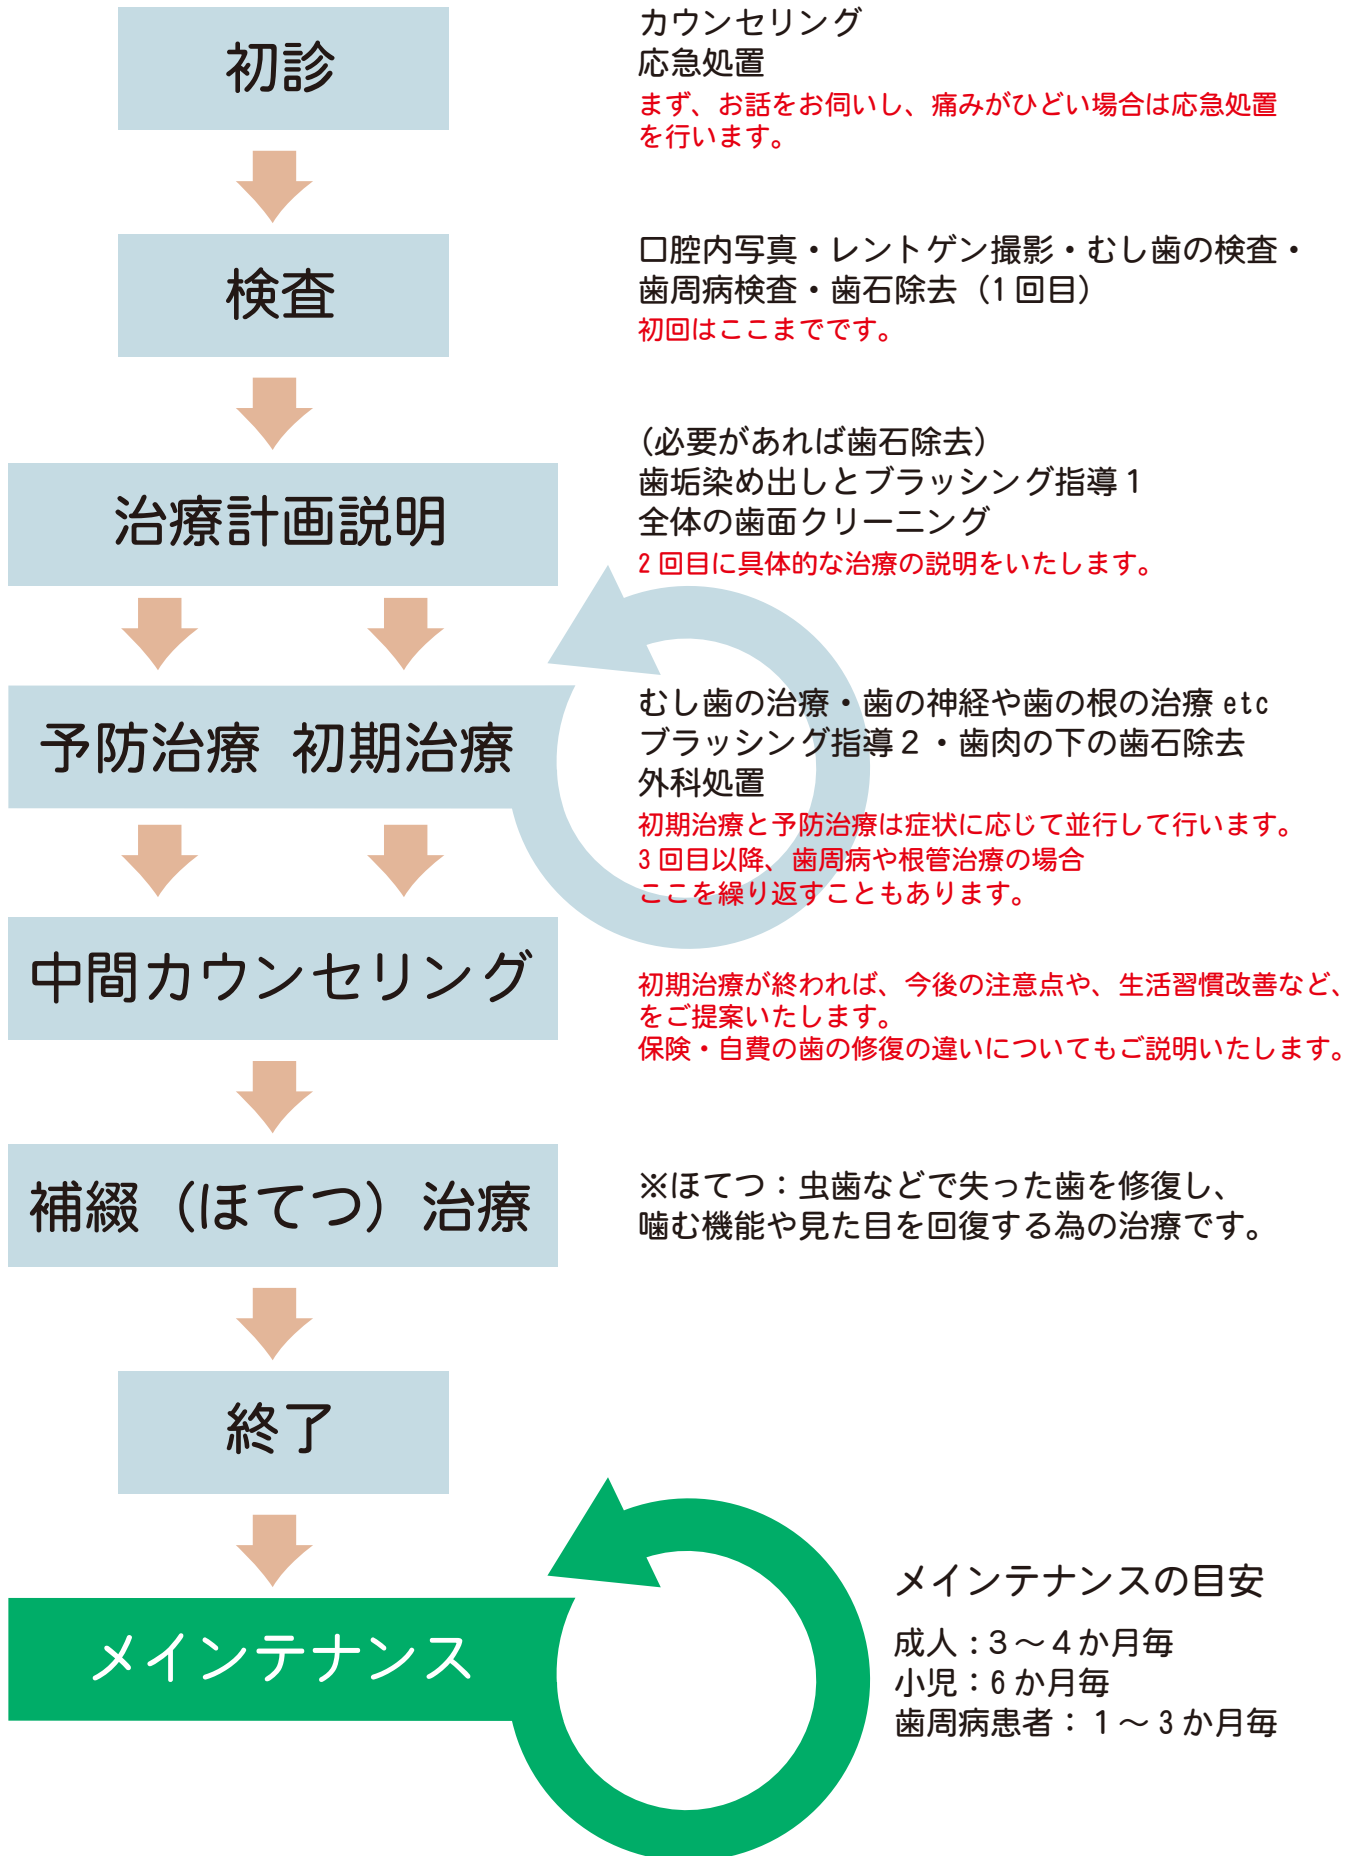 初診
カウンセリング
応急処置
まず、お話をお伺いし、痛みがひどい場合は応急処置
を行います。
検査
口腔内写真・レントゲン撮影・むし歯の検査・
歯周病検査・歯石除去（1回目）
初回はここまでです。
治療計画説明
（必要があれば歯石除去）
歯垢染め出しとブラッシング指導1
全体の歯面クリーニング
2回目に具体的な治療の説明をいたします。
予防治療 初期治療
むし歯の治療・歯の神経や歯の根の治療 etc
ブラッシング指導２・歯肉の下の歯石除去
外科処置
初期治療と予防治療は症状に応じて並行して行います。
3回目以降、歯周病や根管治療の場合
ここを繰り返すこともあります。
中間カウンセリング
初期治療が終われば、今後の注意点や、生活習慣改善など、
をご提案いたします。
保険・自費の歯の修復の違いについてもご説明いたします。
補綴（ほてつ）治療
※ほてつ：虫歯などで失った歯を修復し、
噛む機能や見た目を回復する為の治療です。
終了
メインテナンス
メインテナンスの目安
成人：３～４か月毎
小児：6か月毎
歯周病患者：１～3か月毎